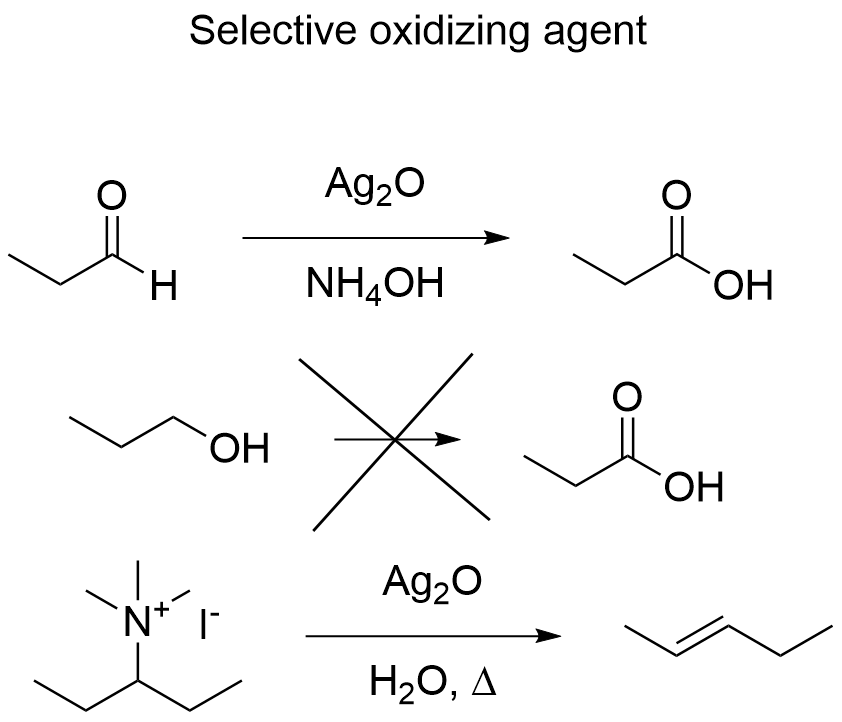 Selective oxidizing agent
O
H
Ag₂O
NH₄OH
O
OH
OH
O
OH
N⁺ I⁻
Ag₂O
H₂O, Δ